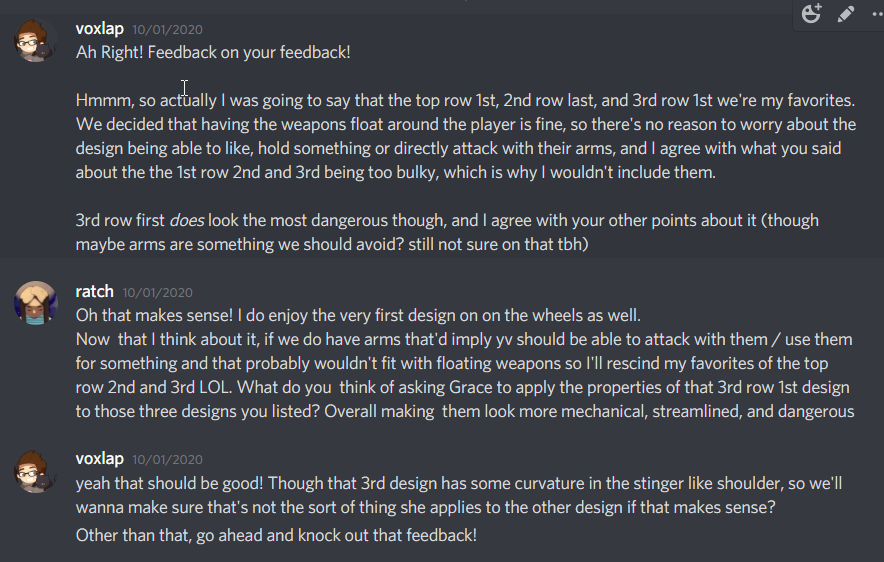 voxlap 10/01/2020
Ah Right! Feedback on your feedback!
Hmmm, so actually I was going to say that the top row 1st, 2nd row last, and 3rd row 1st we're my favorites.
We decided that having the weapons float around the player is fine, so there's no reason to worry about the
design being able to like, hold something or directly attack with their arms, and I agree with what you said
about the the 1st row 2nd and 3rd being too bulky, which is why I wouldn't include them.
3rd row first does look the most dangerous though, and I agree with your other points about it (though
maybe arms are something we should avoid? still not sure on that tbh)
ratch 10/01/2020
Oh that makes sense! I do enjoy the very first design on on the wheels as well.
Now that I think about it, if we do have arms that'd imply yv should be able to attack with them / use them
for something and that probably wouldn't fit with floating weapons so I'll rescind my favorites of the top
row 2nd and 3rd LOL. What do you think of asking Grace to apply the properties of that 3rd row 1st design
to those three designs you listed? Overall making them look more mechanical, streamlined, and dangerous
voxlap 10/01/2020
yeah that should be good! Though that 3rd design has some curvature in the stinger like shoulder, so we'll
wanna make sure that's not the sort of thing she applies to the other design if that makes sense?
Other than that, go ahead and knock out that feedback!